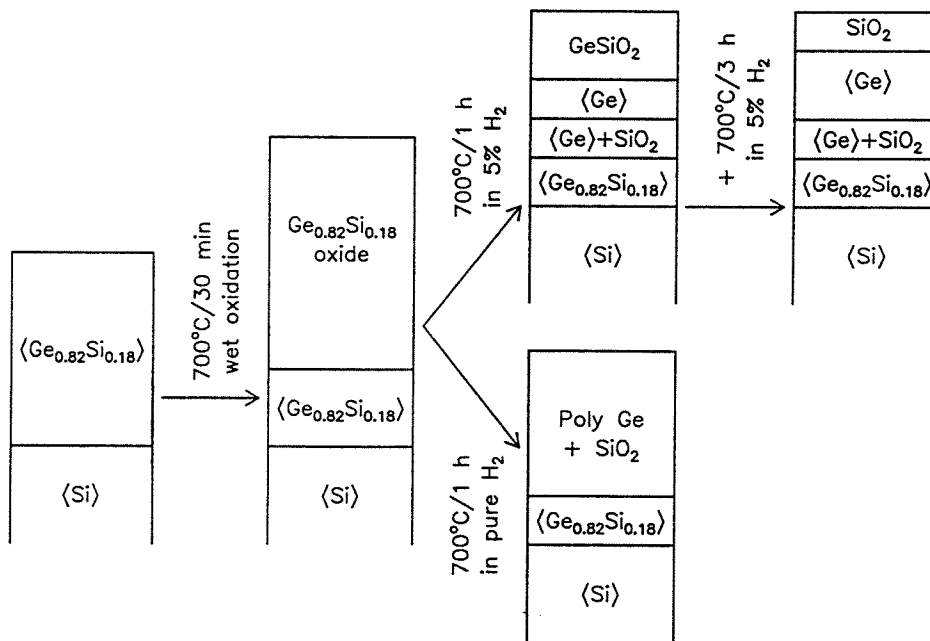 ⟨Ge₀.₈₂Si₀.₁₈⟩
⟨Si⟩
700°C/30 min
wet oxidation
Ge₀.₈₂Si₀.₁₈
oxide
⟨Ge₀.₈₂Si₀.₁₈⟩
⟨Si⟩
700°C/1 h
in 5% H₂
GeSiO₂
⟨Ge⟩
⟨Ge⟩+SiO₂
⟨Ge₀.₈₂Si₀.₁₈⟩
⟨Si⟩
+ 700°C/3 h
in 5% H₂
SiO₂
⟨Ge⟩
⟨Ge⟩+SiO₂
⟨Ge₀.₈₂Si₀.₁₈⟩
⟨Si⟩
700°C/1 h
in pure H₂
Poly Ge
+ SiO₂
⟨Ge₀.₈₂Si₀.₁₈⟩
⟨Si⟩